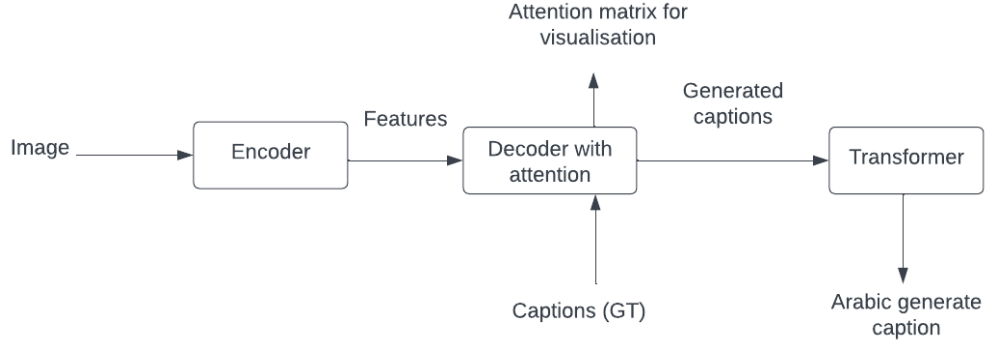 Attention matrix for
visualisation
Generated
captions
Features
Image
Encoder
Decoder with
attention
Transformer
Captions (GT)
Arabic generate
caption